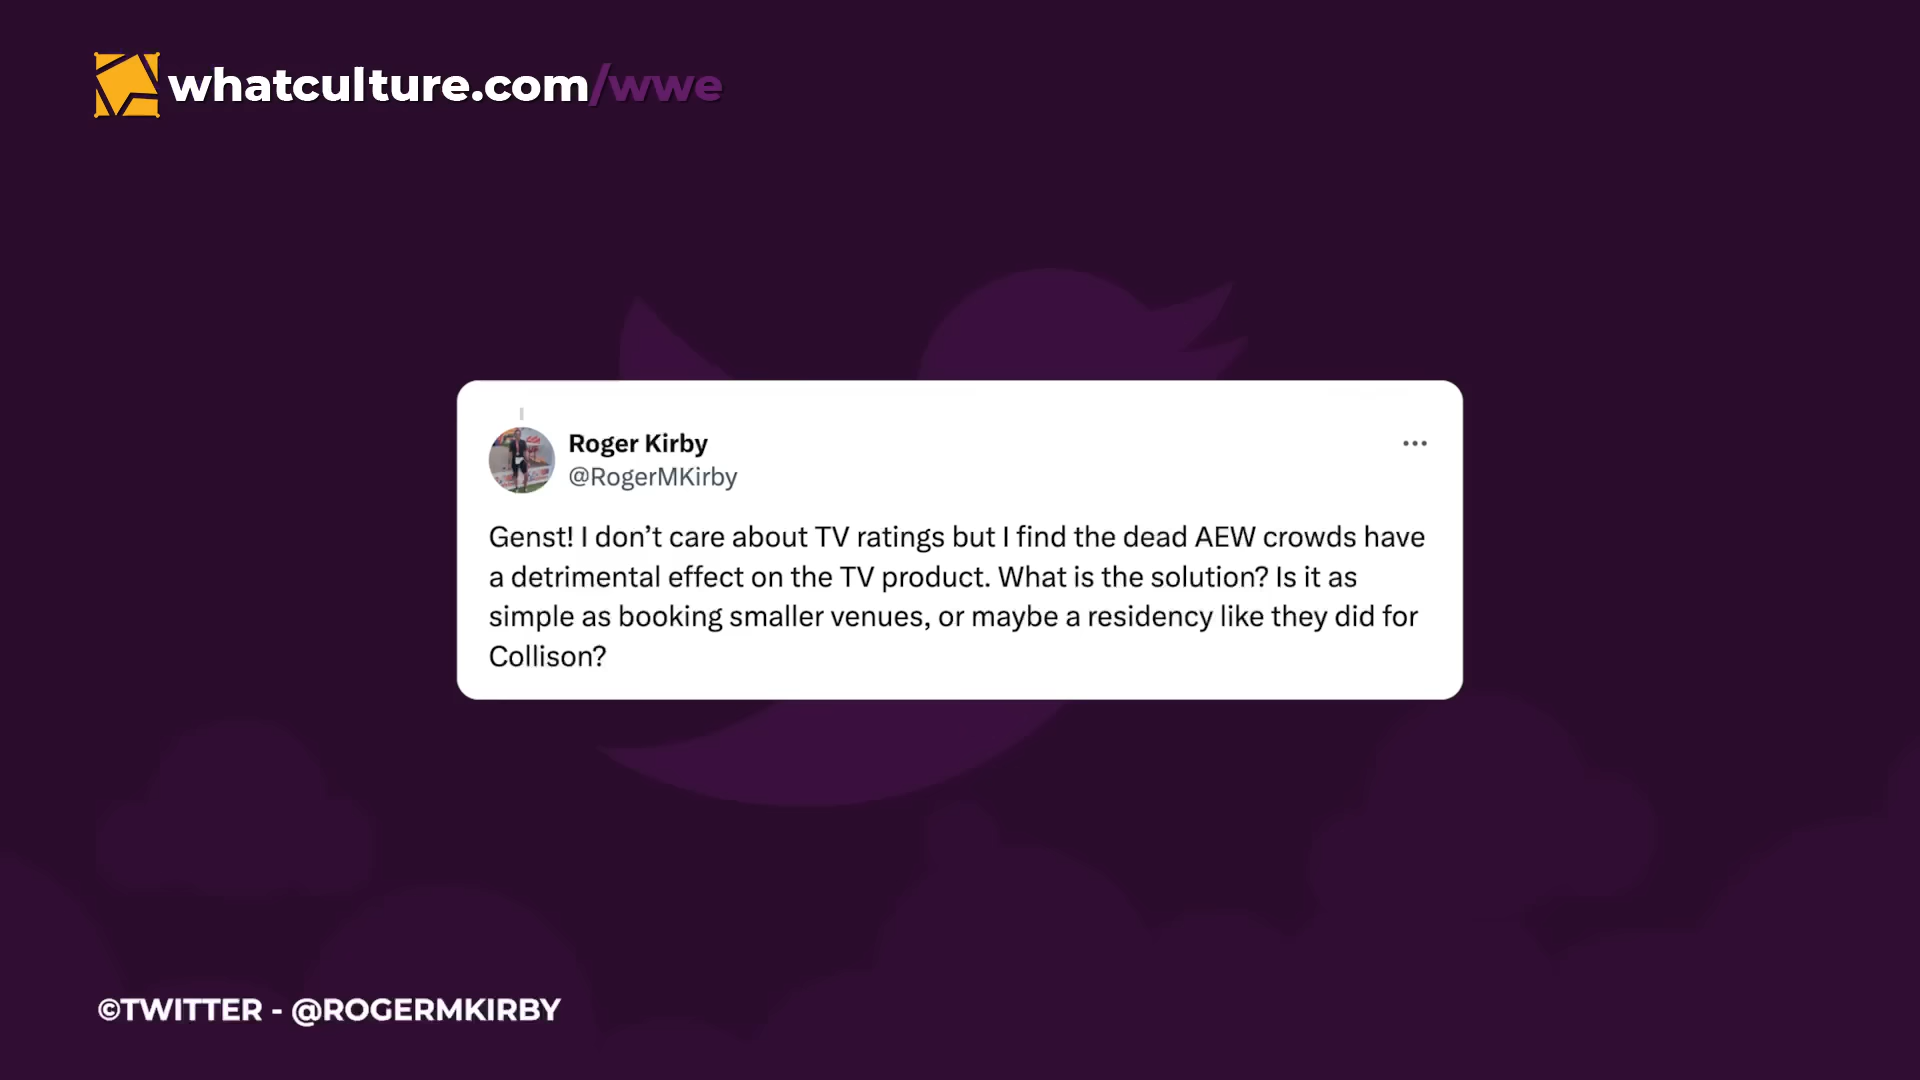 whatculture.com/wwe
Roger Kirby
@RogerMKirby
Genst! I don’t care about TV ratings but I find the dead AEW crowds have
a detrimental effect on the TV product. What is the solution? Is it as
simple as booking smaller venues, or maybe a residency like they did for
Collison?
©TWITTER - @ROGERMKIRBY